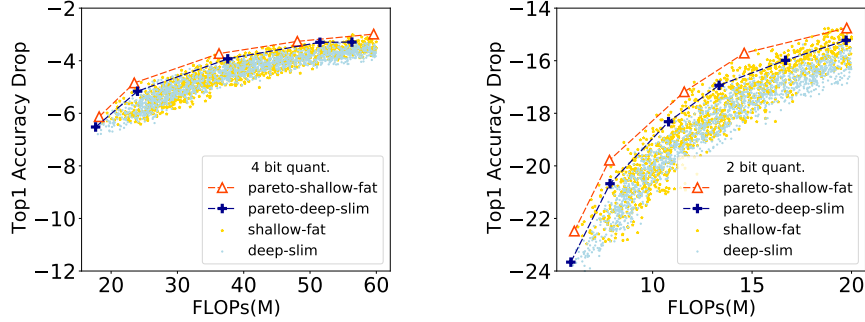 −2
−4
−6
−8
−10
−12
Top1 Accuracy Drop
20
30
40
50
60
FLOPs(M)
4 bit quant.
pareto-shallow-fat
pareto-deep-slim
shallow-fat
deep-slim
−14
−16
−18
−20
−22
−24
Top1 Accuracy Drop
10
15
20
FLOPs(M)
2 bit quant.
pareto-shallow-fat
pareto-deep-slim
shallow-fat
deep-slim